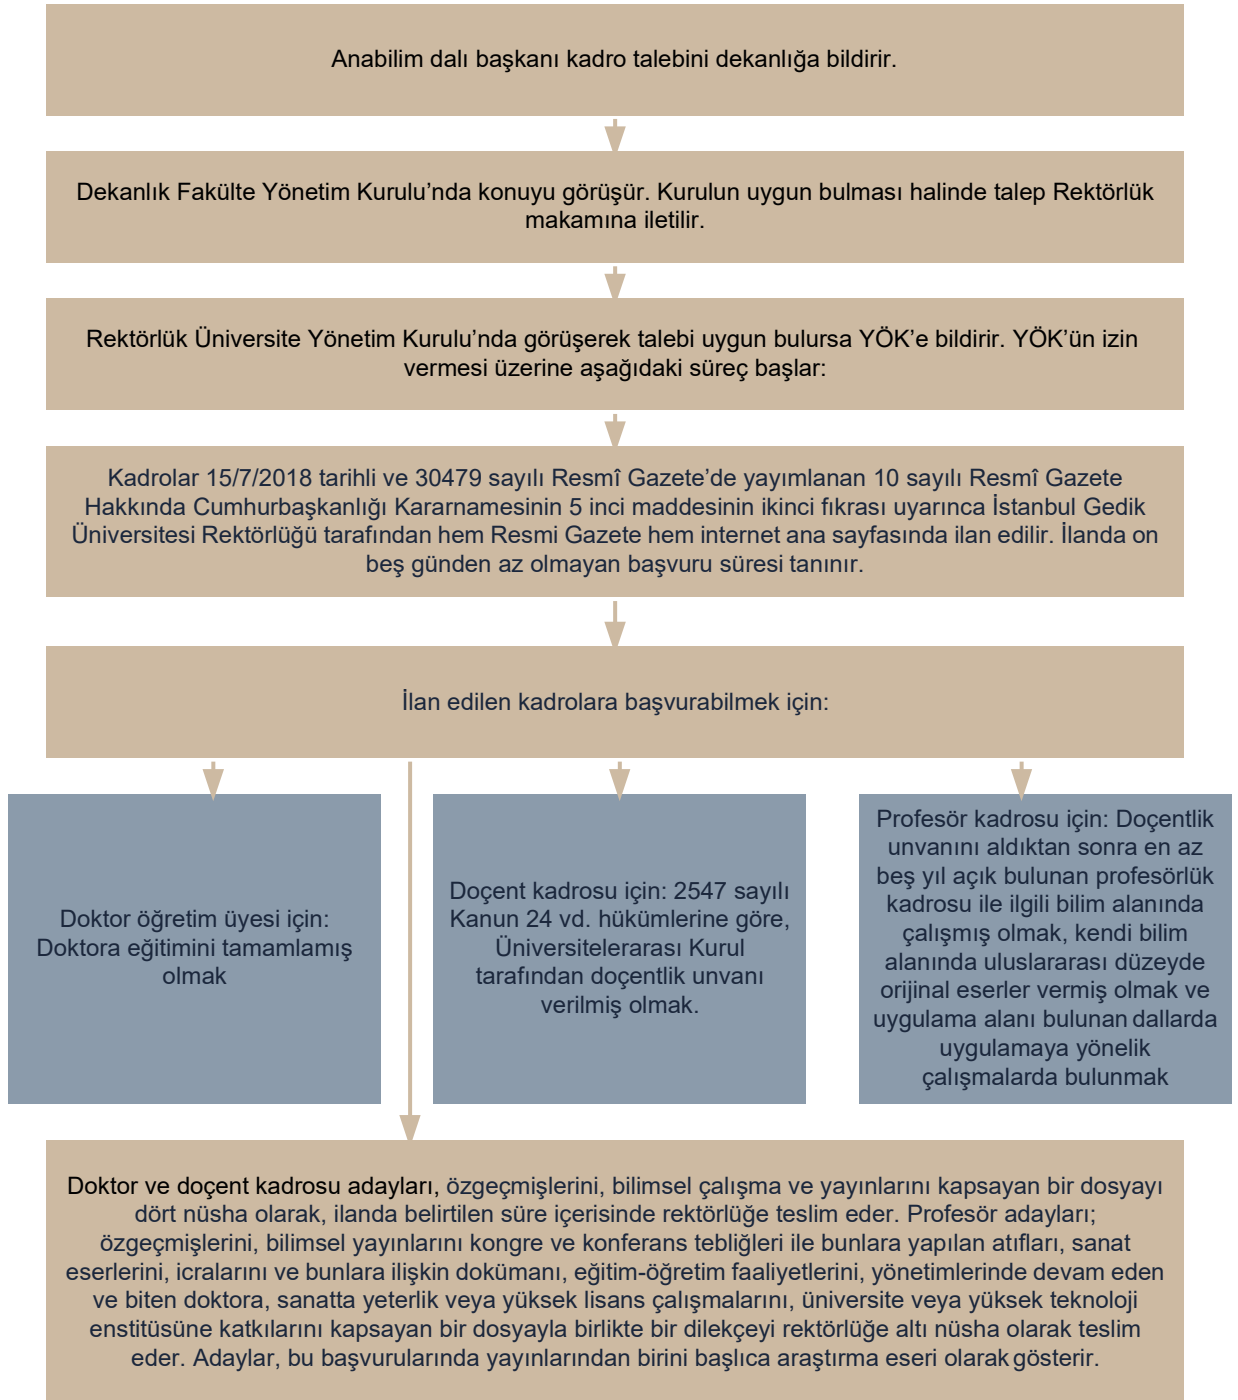 Anabilim dalı başkanı kadro talebini dekanlığa bildirir.
Dekanlık Fakülte Yönetim Kurulu’nda konuyu görüşür. Kurulun uygun bulması halinde talep Rektörlük
makamına iletilir.
Rektörlük Üniversite Yönetim Kurulu’nda görüşerek talebi uygun bulursa YÖK’e bildirir. YÖK’ün izin
vermesi üzerine aşağıdaki süreç başlar:
Kadrolar 15/7/2018 tarihli ve 30479 sayılı Resmî Gazete’de yayımlanan 10 sayılı Resmî Gazete
Hakkında Cumhurbaşkanlığı Kararnamesinin 5 inci maddesinin ikinci fıkrası uyarınca İstanbul Gedik
Üniversitesi Rektörlüğü tarafından hem Resmi Gazete hem internet ana sayfasında ilan edilir. İlanda on
beş günden az olmayan başvuru süresi tanınır.
İlan edilen kadrolara başvurabilmek için:
Doktor öğretim üyesi için:
Doktora eğitimini tamamlamış
olmak
Doçent kadrosu için: 2547 sayılı
Kanun 24 vd. hükümlerine göre,
Üniversitelerarası Kurul
tarafından doçentlik unvanı
verilmiş olmak.
Profesör kadrosu için: Doçentlik
unvanını aldıktan sonra en az
beş yıl açık bulunan profesörlük
kadrosu ile ilgili bilim alanında
çalışmış olmak, kendi bilim
alanında uluslararası düzeyde
orijinal eserler vermiş olmak ve
uygulama alanı bulunan dallarda
uygulamaya yönelik
çalışmalarda bulunmak
Doktor ve doçent kadrosu adayları, özgeçmişlerini, bilimsel çalışma ve yayınlarını kapsayan bir dosyayı
dört nüsha olarak, ilanda belirtilen süre içerisinde rektörlüğe teslim eder. Profesör adayları;
özgeçmişlerini, bilimsel yayınlarını kongre ve konferans tebliğleri ile bunlara yapılan atıfları, sanat
eserlerini, icralarını ve bunlara ilişkin dokümanı, eğitim-öğretim faaliyetlerini, yönetimlerinde devam eden
ve biten doktora, sanatta yeterlik veya yüksek lisans çalışmalarını, üniversite veya yüksek teknoloji
enstitüsüne katkılarını kapsayan bir dosyayla birlikte bir dilekçeyi rektörlüğe altı nüsha olarak teslim
eder. Adaylar, bu başvurularında yayınlarından birini başlıca araştırma eseri olarak gösterir.